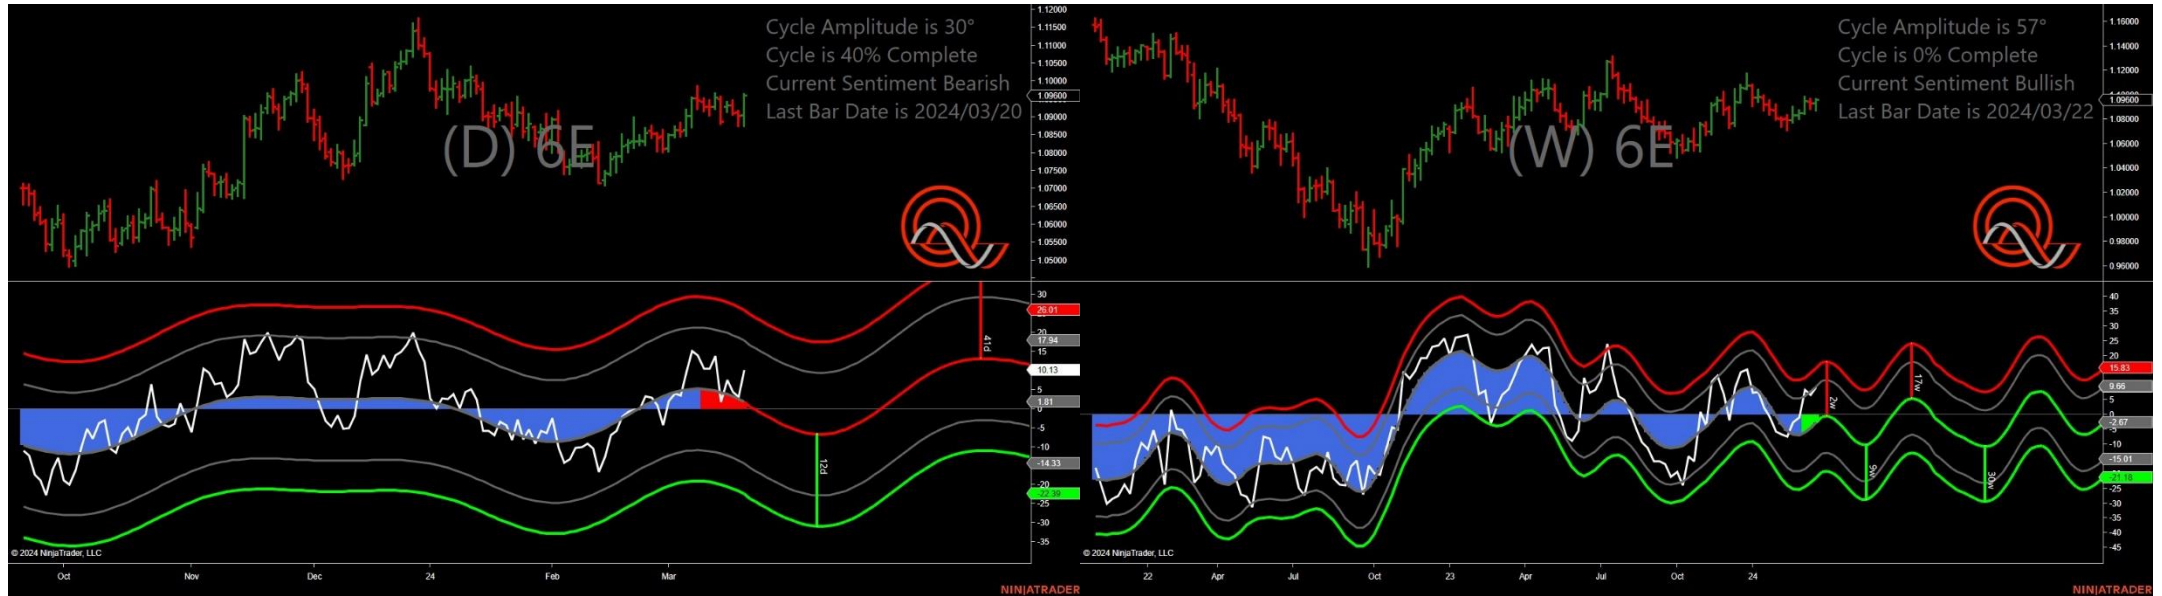 Cycle Amplitude is 30°
Cycle is 40% Complete
Current Sentiment Bearish
Last Bar Date is 2024/03/20
(D) 6E
1.12000
1.11500
1.11000
1.10500
1.10000
1.09600
1.09000
1.08500
1.08000
1.07500
1.07000
1.06500
1.06000
1.05500
1.05000
30
26.01
20
17.94
15
10.13
5
1.81
0
-5
-10
-14.33
-20
-22.39
-25
-30
-35
41d
12d
© 2024 NinjaTrader, LLC
Oct Nov Dec 24 Feb Mar
NINJATRADER
Cycle Amplitude is 57°
Cycle is 0% Complete
Current Sentiment Bullish
Last Bar Date is 2024/03/22
(W) 6E
1.16000
1.14000
1.12000
1.09600
1.08000
1.06000
1.04000
1.02000
1.00000
0.98000
0.96000
40
35
30
25
20
15.83
9.66
5
0
-2.67
-10
-15.01
-21.18
-25
-30
-35
-40
-45
2w
17w
9w
30w
© 2024 NinjaTrader, LLC
22 Apr Jul Oct 23 Apr Jul Oct 24
NINJATRADER